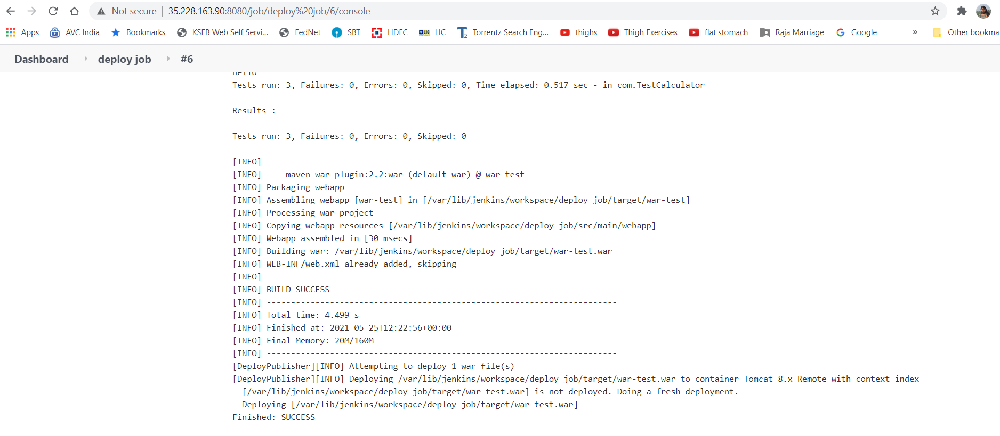 Not secure | 35.228.163.90:8080/job/deploy%20job/6/console
Apps AVC India Bookmarks KSEB Web Self Servi... FedNet SBT HDFC LIC Torrentz Search Eng... thighs Thigh Exercises flat stomach Raja Marriage Google » Other bookma
Dashboard deploy job #6
hello
Tests run: 3, Failures: 0, Errors: 0, Skipped: 0, Time elapsed: 0.517 sec - in com.TestCalculator
Results :
Tests run: 3, Failures: 0, Errors: 0, Skipped: 0
[INFO]
[INFO] --- maven-war-plugin:2.2:war (default-war) @ war-test ---
[INFO] Packaging webapp
[INFO] Assembling webapp [war-test] in [/var/lib/jenkins/workspace/deploy job/target/war-test]
[INFO] Processing war project
[INFO] Copying webapp resources [/var/lib/jenkins/workspace/deploy job/src/main/webapp]
[INFO] Webapp assembled in [30 msecs]
[INFO] Building war: /var/lib/jenkins/workspace/deploy job/target/war-test.war
[INFO] WEB-INF/web.xml already added, skipping
[INFO] ------------------------------------------------------------------------
[INFO] BUILD SUCCESS
[INFO] ------------------------------------------------------------------------
[INFO] Total time: 4.499 s
[INFO] Finished at: 2021-05-25T12:22:56+00:00
[INFO] Final Memory: 20M/160M
[INFO] ------------------------------------------------------------------------
[DeployPublisher][INFO] Attempting to deploy 1 war file(s)
[DeployPublisher][INFO] Deploying /var/lib/jenkins/workspace/deploy job/target/war-test.war to container Tomcat 8.x Remote with context index
[/var/lib/jenkins/workspace/deploy job/target/war-test.war] is not deployed. Doing a fresh deployment.
Deploying [/var/lib/jenkins/workspace/deploy job/target/war-test.war]
Finished: SUCCESS